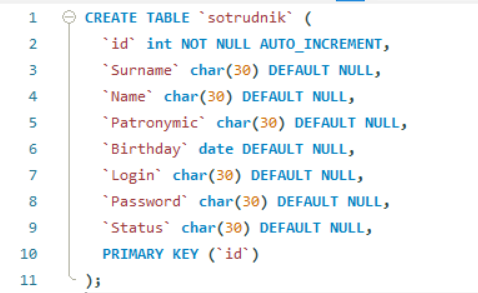 1 CREATE TABLE `sotrudnik` (
2 `id` int NOT NULL AUTO_INCREMENT,
3 `Surname` char(30) DEFAULT NULL,
4 `Name` char(30) DEFAULT NULL,
5 `Patronymic` char(30) DEFAULT NULL,
6 `Birthday` date DEFAULT NULL,
7 `Login` char(30) DEFAULT NULL,
8 `Password` char(30) DEFAULT NULL,
9 `Status` char(30) DEFAULT NULL,
10 PRIMARY KEY (`id`)
11 );